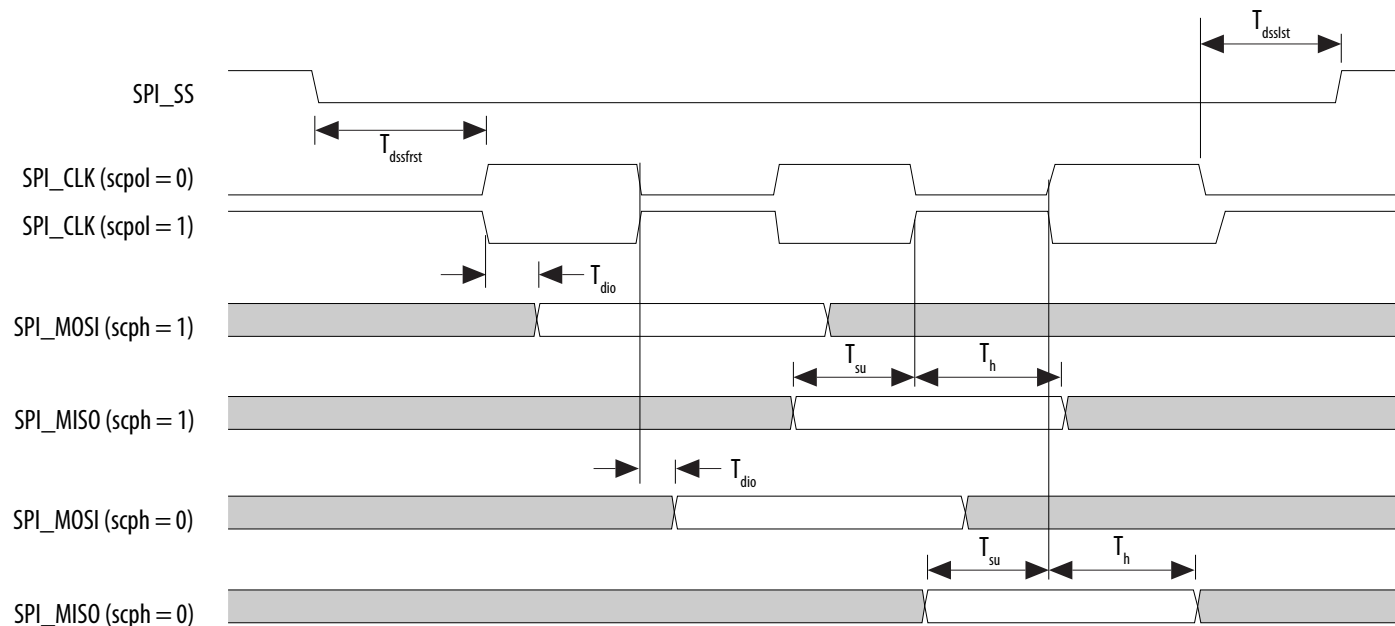 T_dsslst
SPI_SS
T_dssfrst
SPI_CLK (scpol = 0)
SPI_CLK (scpol = 1)
T_dio
SPI_MOSI (scph = 1)
T_su T_h
SPI_MISO (scph = 1)
T_dio
SPI_MOSI (scph = 0)
T_su T_h
SPI_MISO (scph = 0)